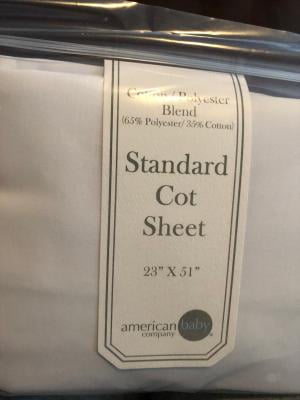 Cotton/Polyester
Blend
(65% Polyester/35% Cotton)
Standard
Cot
Sheet
23" X 51"
american baby
company